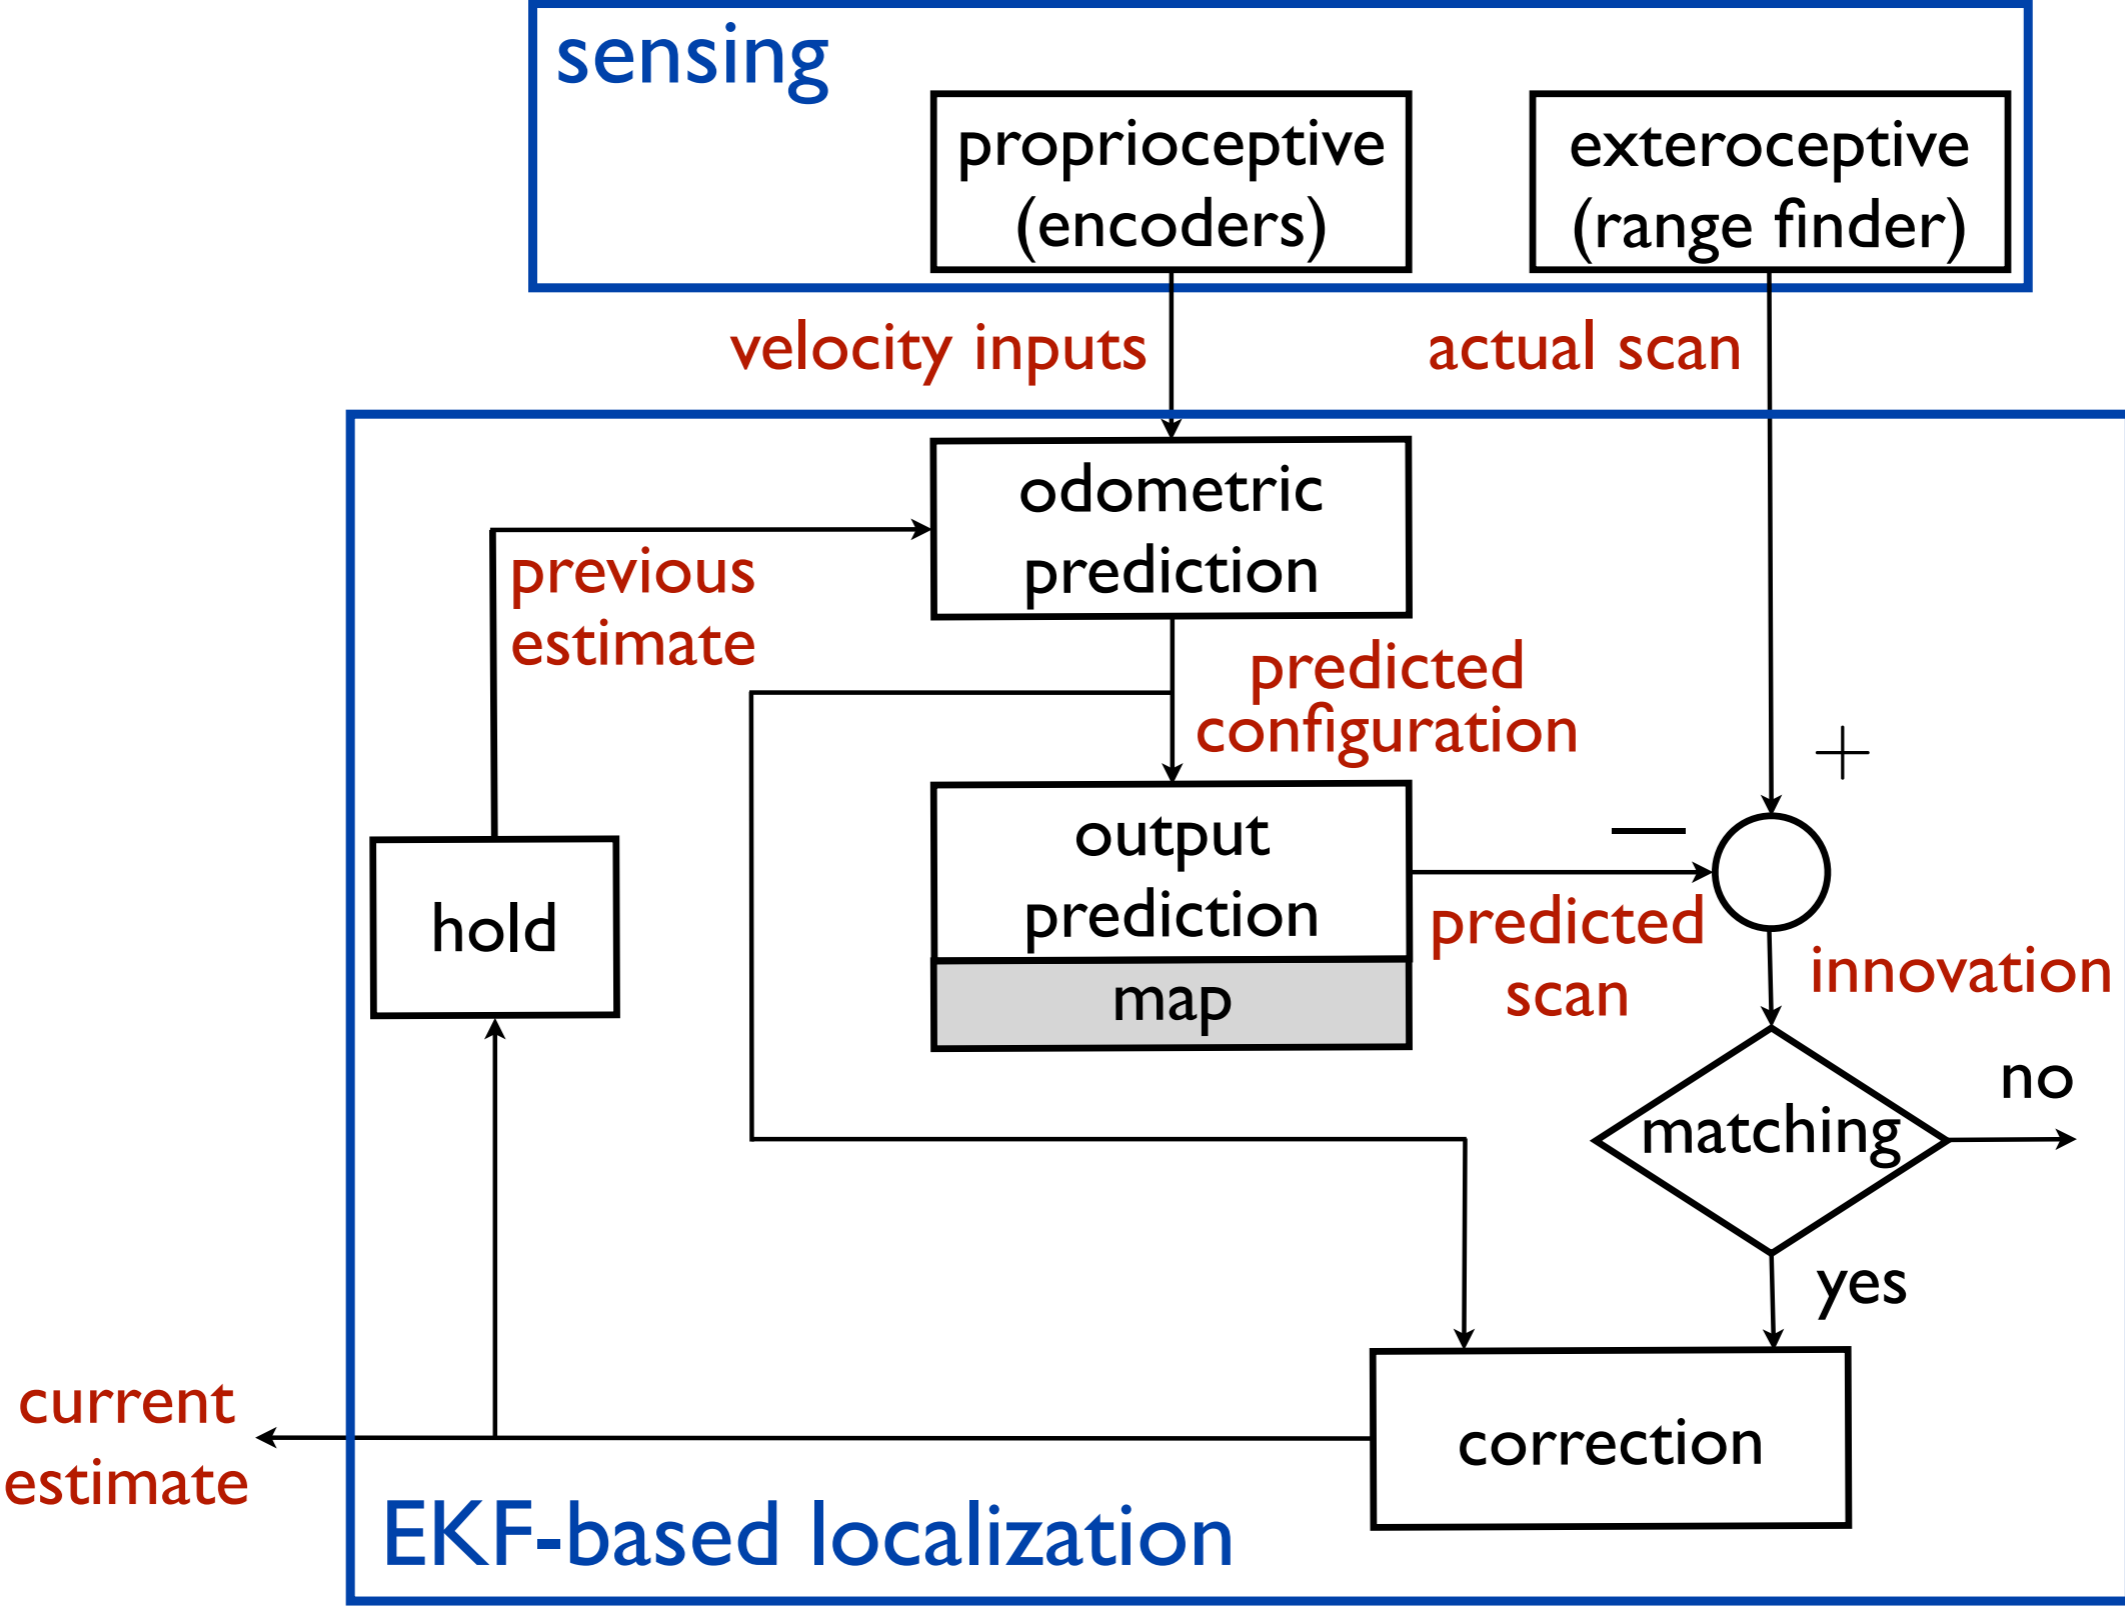 sensing
proprioceptive
(encoders)
exteroceptive
(range finder)
velocity inputs
actual scan
odometric
prediction
previous
estimate
predicted
configuration
+
output
prediction
map
—
hold
predicted
scan
innovation
no
matching
yes
current
estimate
correction
EKF-based localization